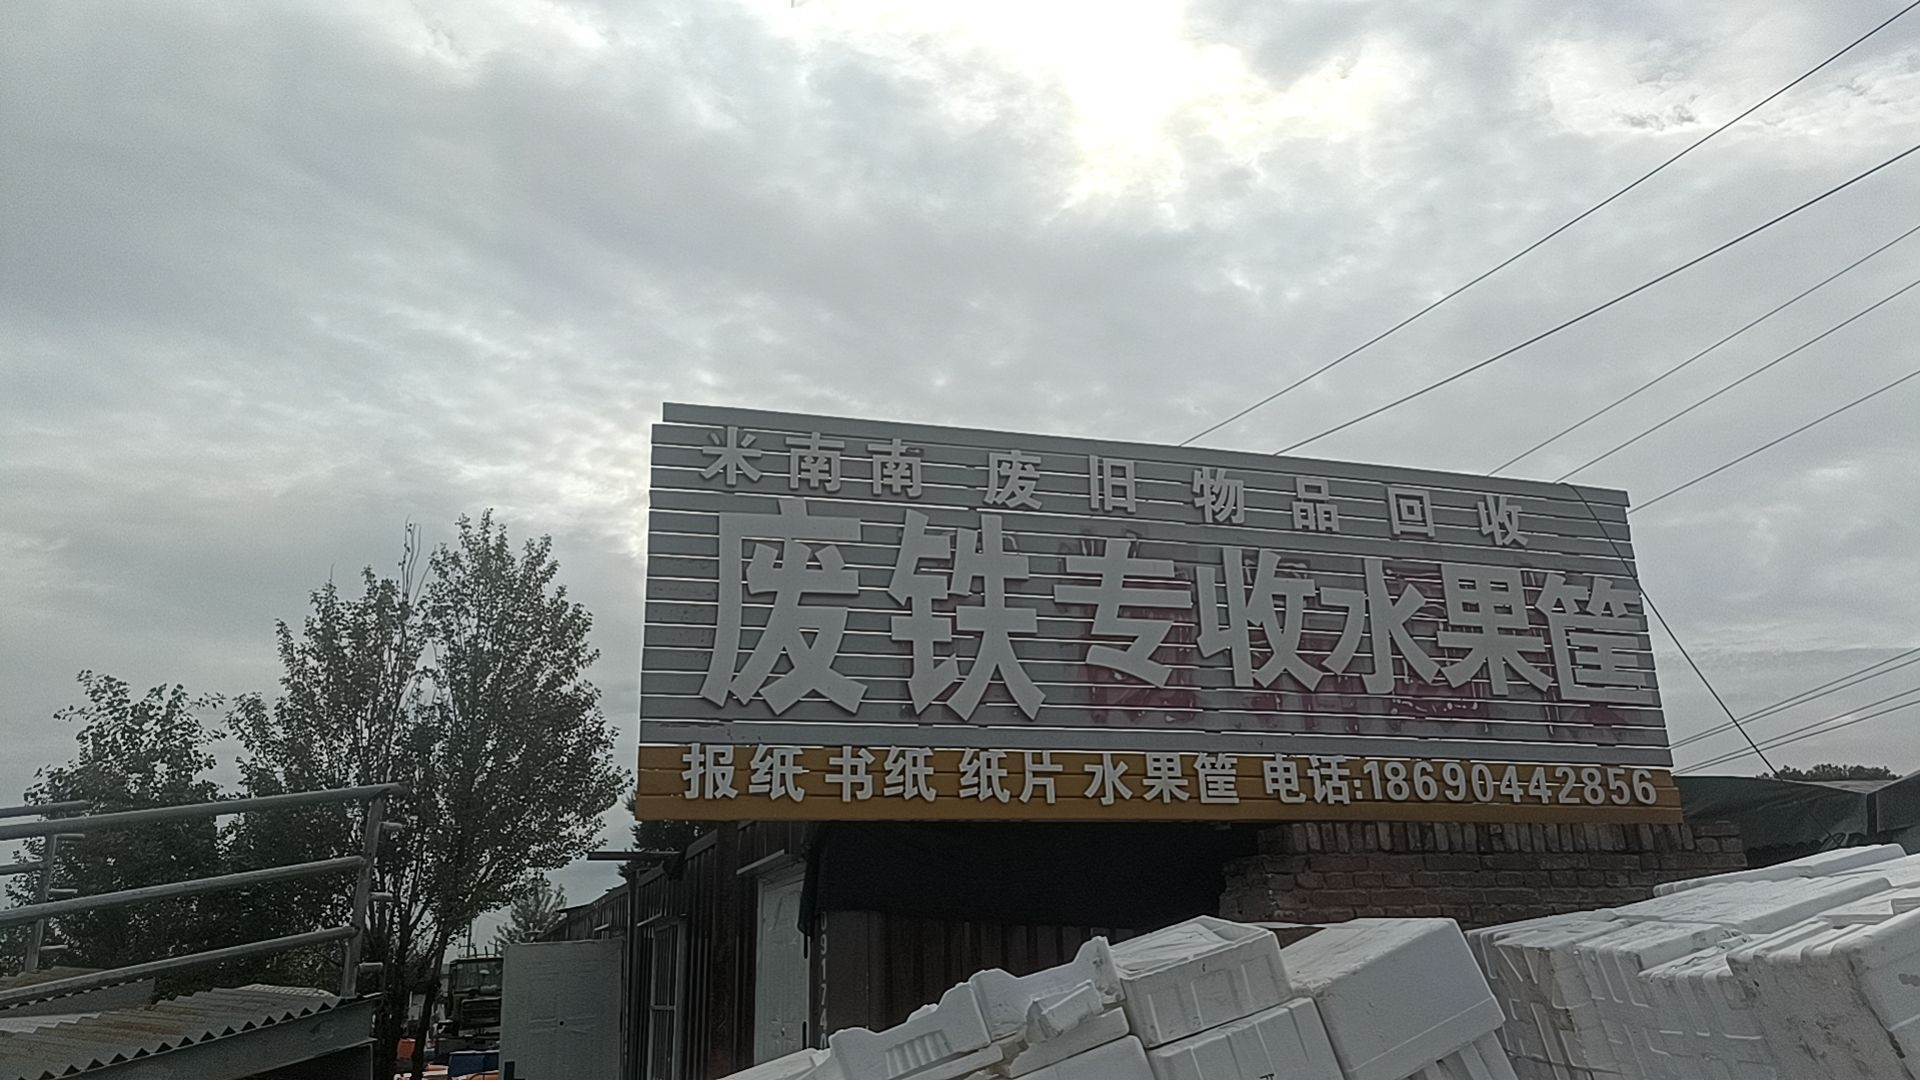 米南南 废旧物品回收
废铁专收水果筐
报纸 书纸 纸片 水果筐 电话:18690442856